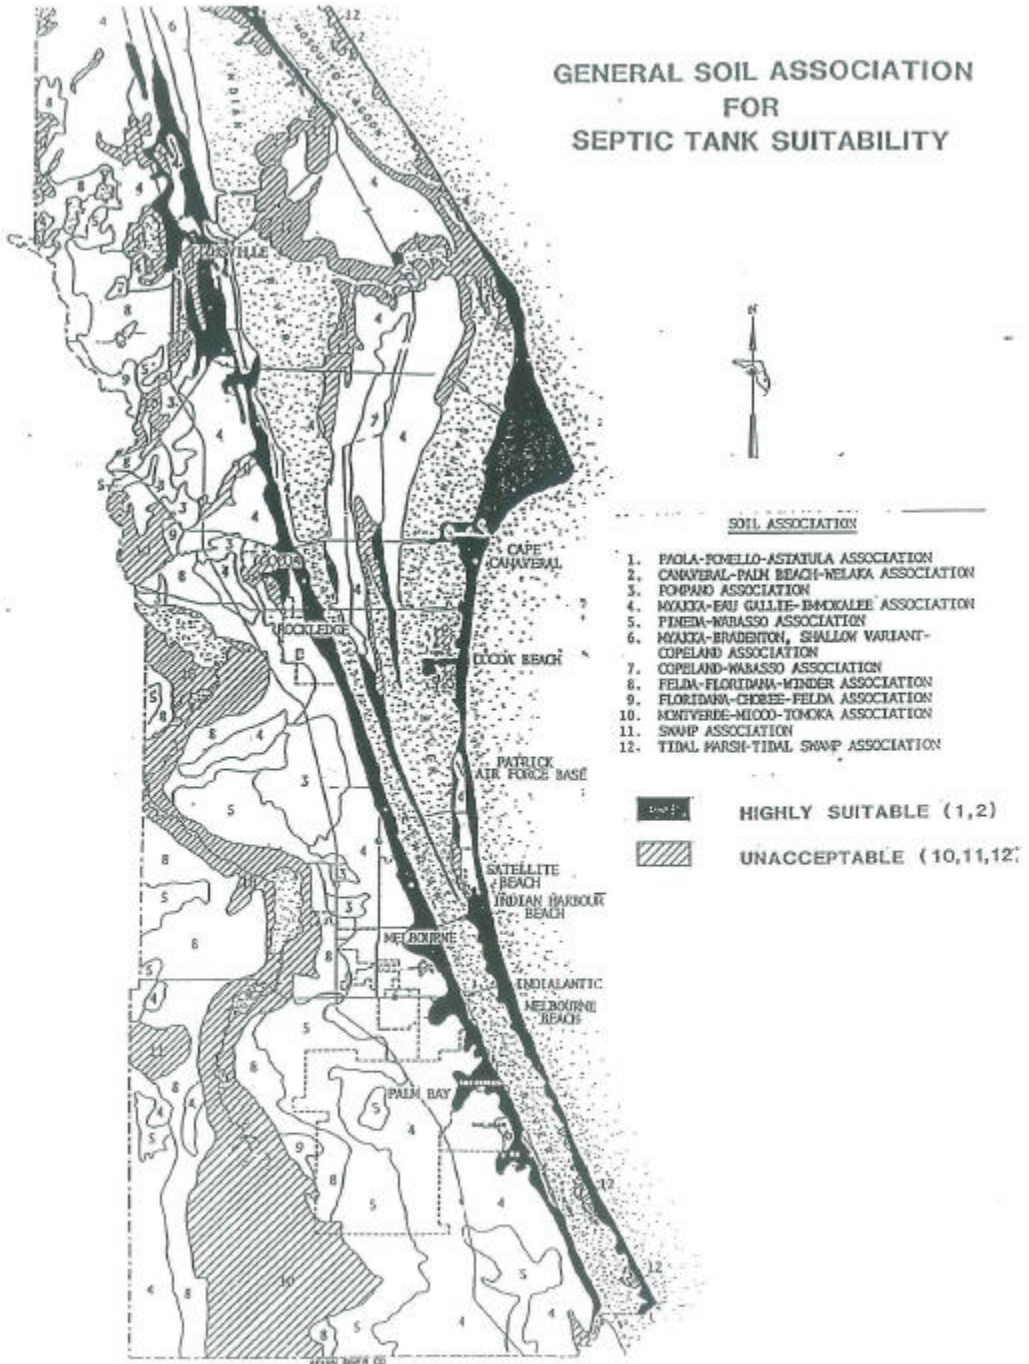 GENERAL SOIL ASSOCIATION
FOR
SEPTIC TANK SUITABILITY
MOSQUITO LAGOON
INDIAN
N
CAPE
CANAVERAL
ROCKLEDGE
COCOA BEACH
PATRICK
AIR FORCE BASE
SATELLITE
BEACH
INDIAN HARBOUR
BEACH
MELBOURNE
INDIALANTIC
MELBOURNE
BEACH
PALM BAY
SOIL ASSOCIATION
1. PAOLA-POMELLO-ASTATULA ASSOCIATION
2. CANAVERAL-PALM BEACH-WELAKA ASSOCIATION
3. POMPANO ASSOCIATION
4. MYAKKA-EAU GALLIE-IMMOKALEE ASSOCIATION
5. PINEDA-WABASSO ASSOCIATION
6. MYAKKA-BRADENTON, SHALLOW VARIANT-
COPELAND ASSOCIATION
7. COPELAND-WABASSO ASSOCIATION
8. FELDA-FLORIDANA-WINDER ASSOCIATION
9. FLORIDANA-CHOBEE-FELDA ASSOCIATION
10. MONTVERDE-MICCO-TOMOKA ASSOCIATION
11. SWAMP ASSOCIATION
12. TIDAL MARSH-TIDAL SWAMP ASSOCIATION
HIGHLY SUITABLE (1,2)
UNACCEPTABLE (10,11,12;